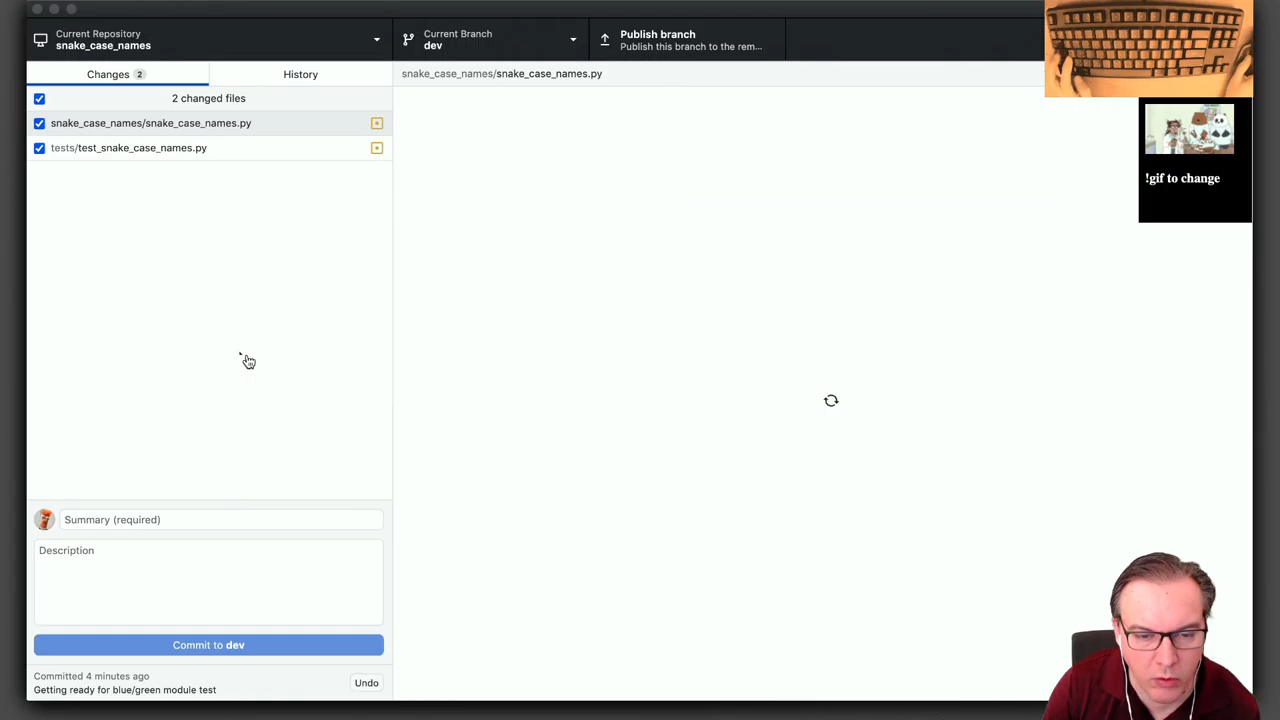 Current Repository
snake_case_names
Current Branch
dev
Publish branch
Publish this branch to the rem...
Changes 2
History
snake_case_names/snake_case_names.py
2 changed files
snake_case_names/snake_case_names.py
tests/test_snake_case_names.py
!gif to change
Summary (required)
Description
Commit to dev
Committed 4 minutes ago
Getting ready for blue/green module test
Undo